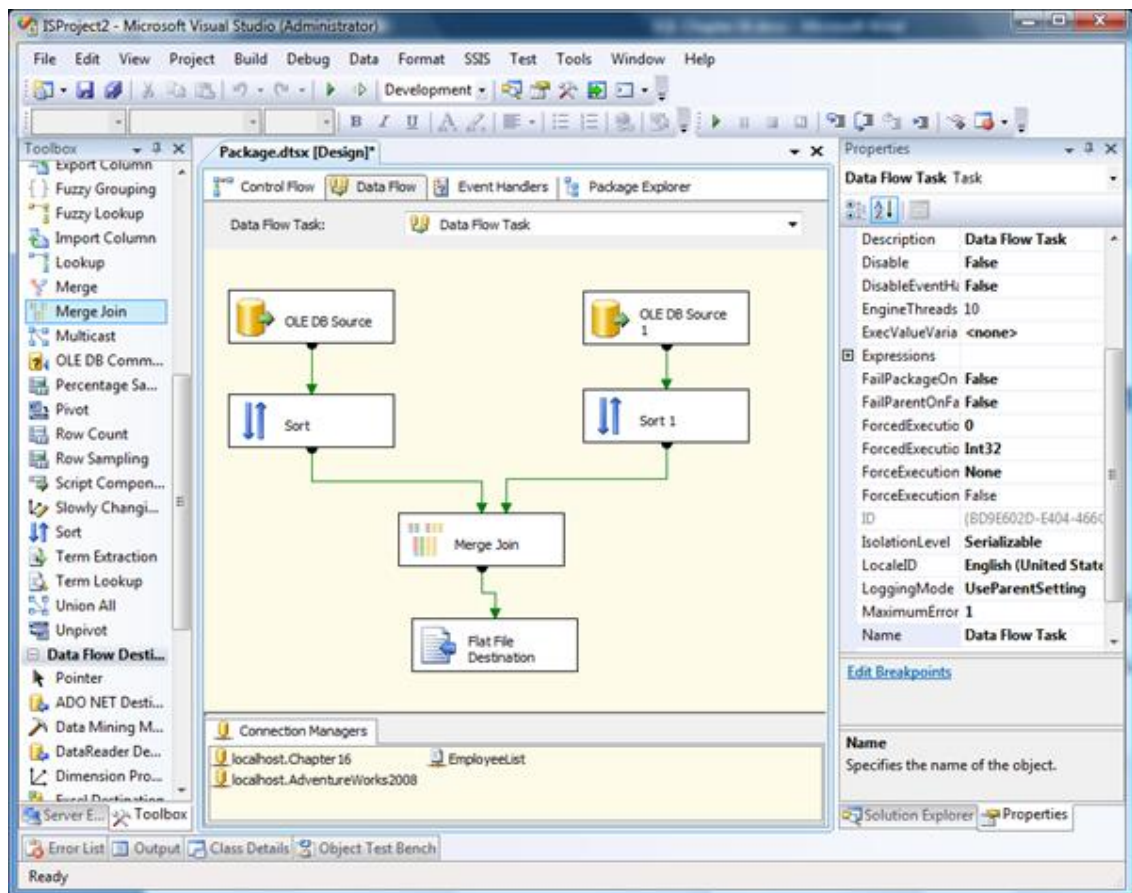 ISProject2 - Microsoft Visual Studio (Administrator)
File Edit View Project Build Debug Data Format SSIS Test Tools Window Help
Development
B I U
Toolbox
Export Column
Fuzzy Grouping
Fuzzy Lookup
Import Column
Lookup
Merge
Merge Join
Multicast
OLE DB Comm...
Percentage Sa...
Pivot
Row Count
Row Sampling
Script Compon...
Slowly Changi...
Sort
Term Extraction
Term Lookup
Union All
Unpivot
Data Flow Desti...
Pointer
ADO NET Desti...
Data Mining M...
DataReader De...
Dimension Pro...
Excel Destination
Server E... Toolbox
Package.dtsx [Design]*
Control Flow Data Flow Event Handlers Package Explorer
Data Flow Task: Data Flow Task
OLE DB Source
OLE DB Source
1
Sort
Sort 1
Merge Join
Flat File
Destination
Connection Managers
localhost.Chapter16 EmployeeList
localhost.AdventureWorks2008
Properties
Data Flow Task Task
Description Data Flow Task
Disable False
DisableEventHa False
EngineThreads 10
ExecValueVaria <none>
Expressions
FailPackageOn False
FailParentOnFa False
ForcedExecutio 0
ForcedExecutio Int32
ForceExecution None
ForceExecution False
ID {BD9E602D-E404-466C
IsolationLevel Serializable
LocaleID English (United State
LoggingMode UseParentSetting
MaximumError 1
Name Data Flow Task
Edit Breakpoints
Name
Specifies the name of the object.
Solution Explorer Properties
Error List Output Class Details Object Test Bench
Ready